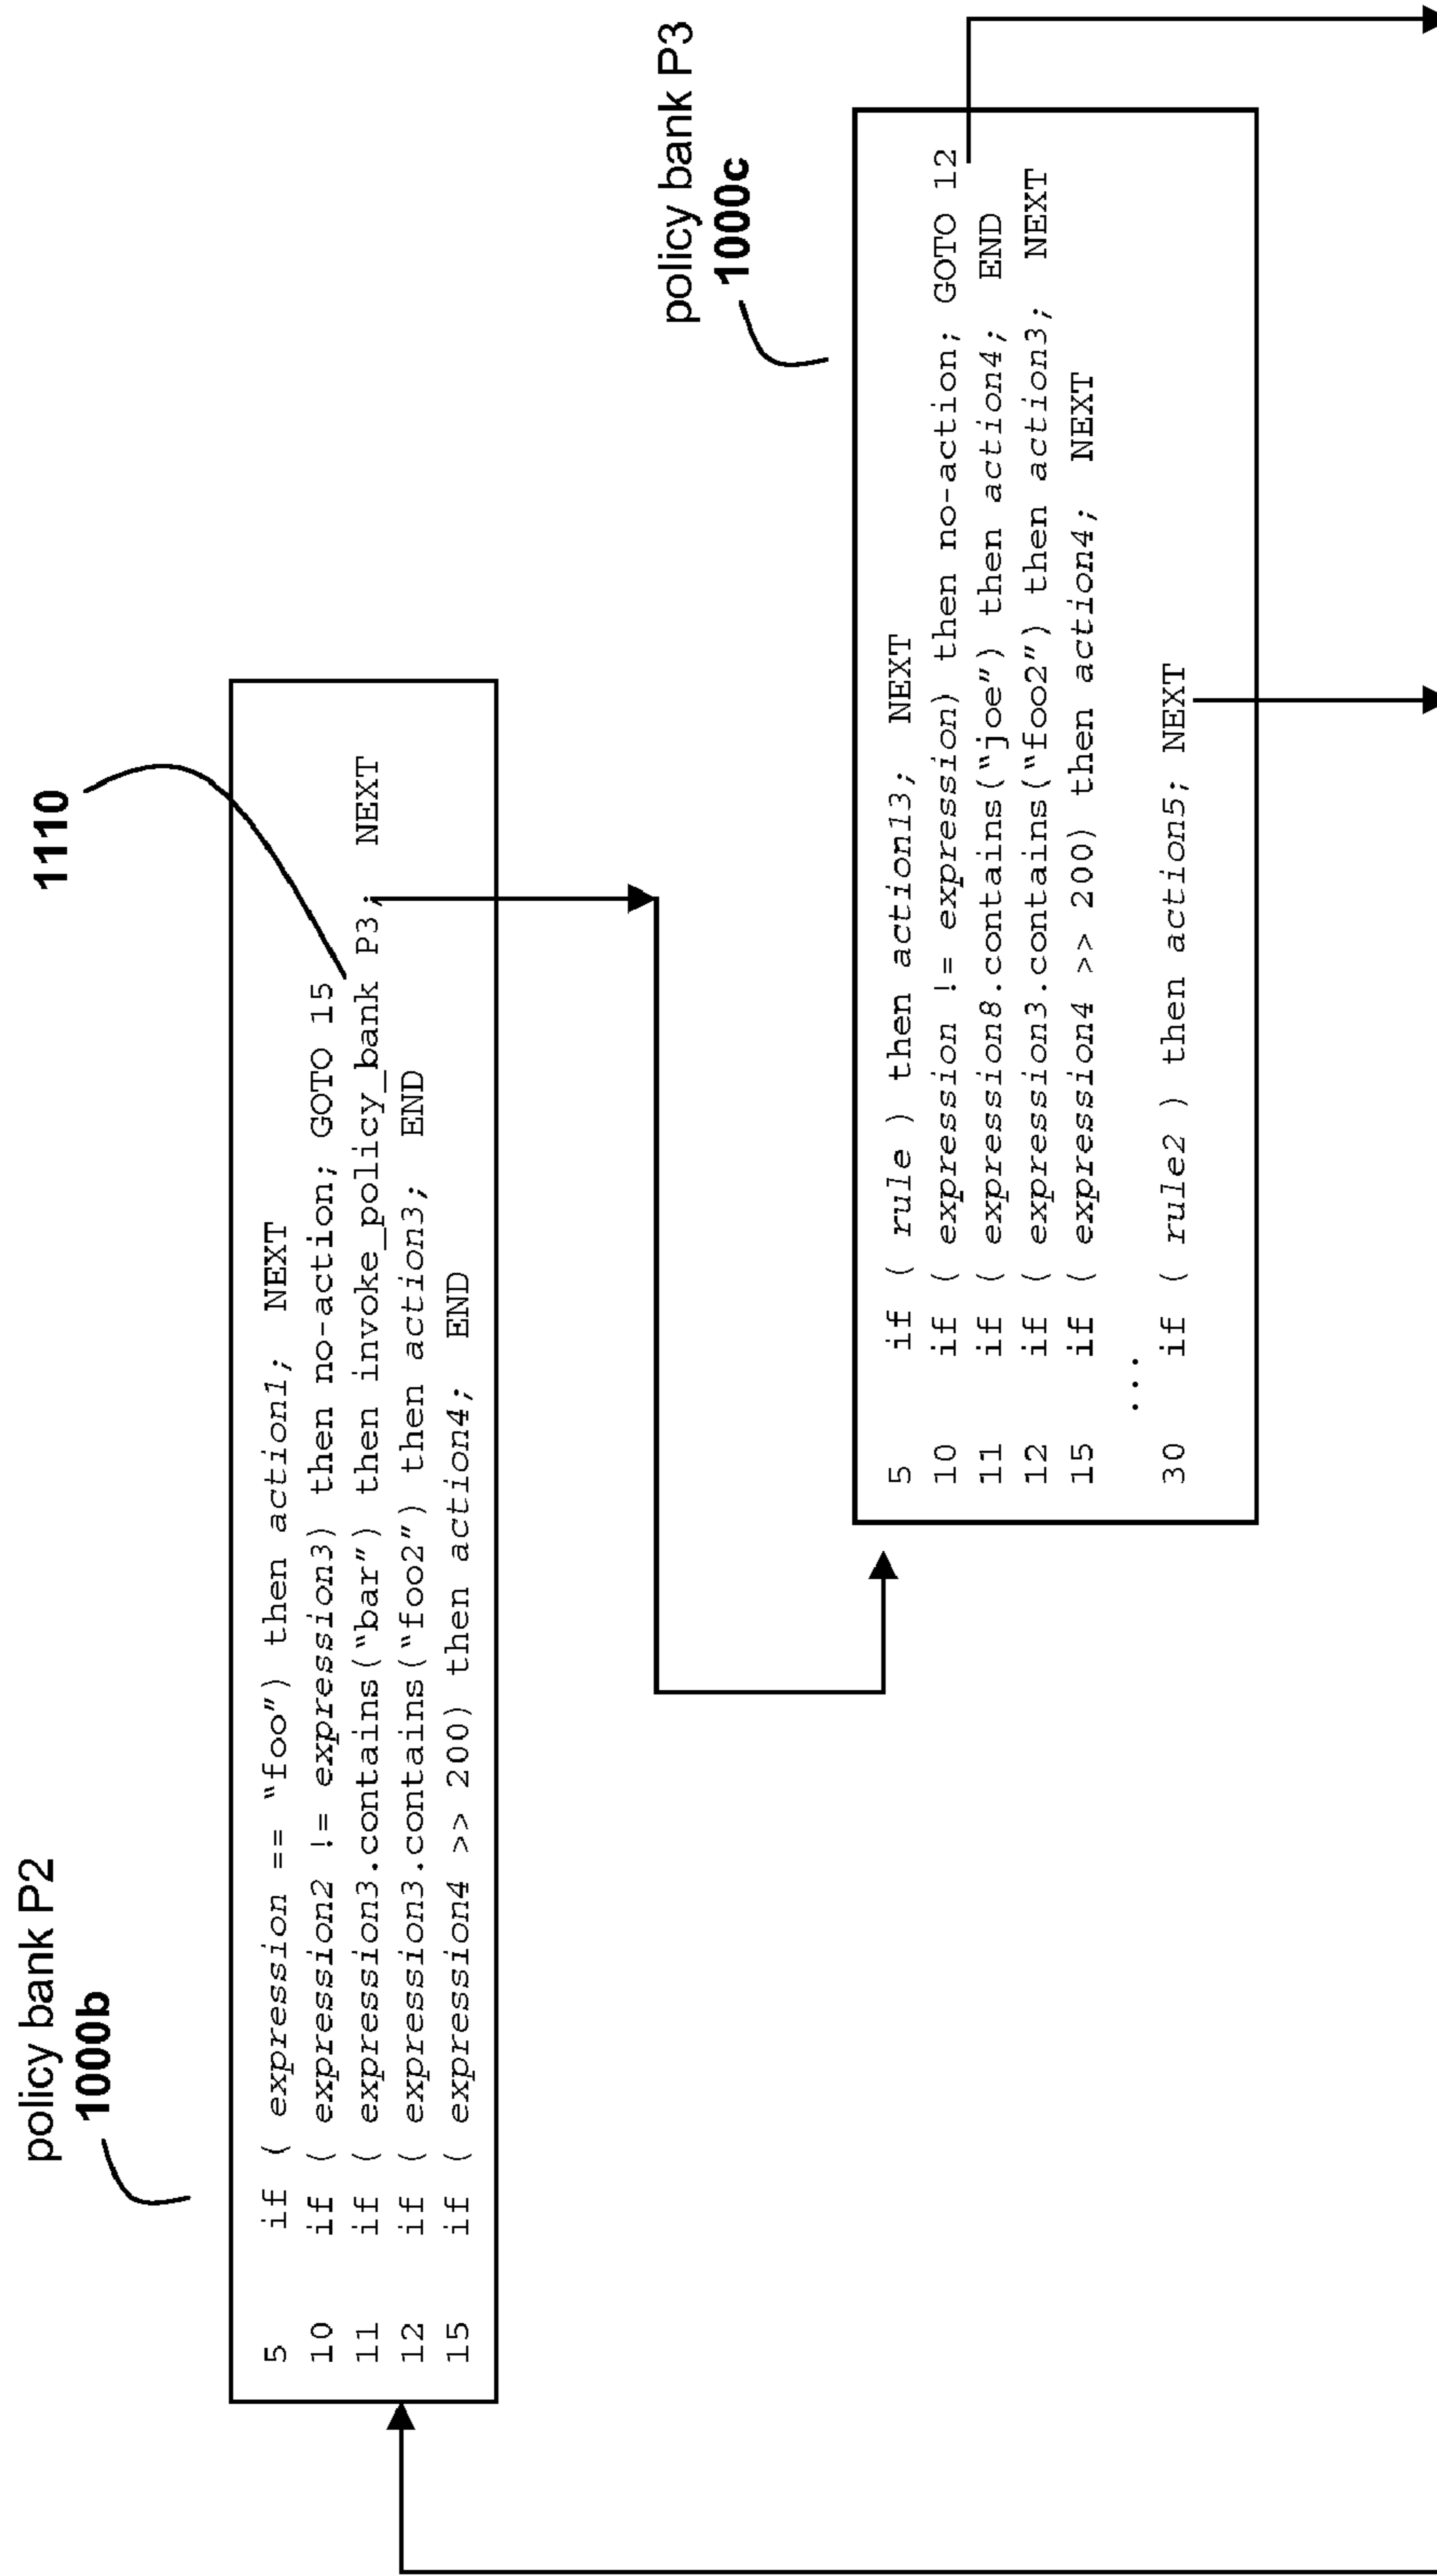 policy bank P2
1000b
1110
5 if ( expression == “foo”) then action1; NEXT
10 if ( expression2 != expression3) then no-action; GOTO 15
11 if ( expression3.contains(“bar”) then invoke_policy_bank P3; NEXT
12 if ( expression3.contains(“foo2”) then action3; END
15 if ( expression4 >> 200) then action4; END
policy bank P3
1000c
5 if ( rule ) then action13; NEXT
10 if ( expression != expression) then no-action; GOTO 12
11 if ( expression8.contains(“joe”) then action4; END
12 if ( expression3.contains(“foo2”) then action3; NEXT
15 if ( expression4 >> 200) then action4; NEXT
....
30 if ( rule2 ) then action5; NEXT